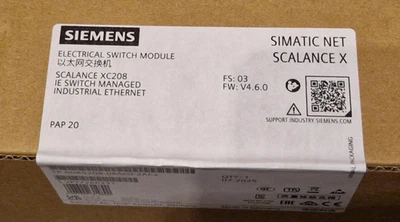 SIEMENS
SIMATIC NET
SCALANCE X
ELECTRICAL SWITCH MODULE
以太网交换机
SCALANCE XC208
IE SWITCH MANAGED
INDUSTRIAL ETHERNET
FS: 03
FW: V4.6.0
SUPPORT.INDUSTRY.SIEMENS.COM
PAP 20
PACKAGING